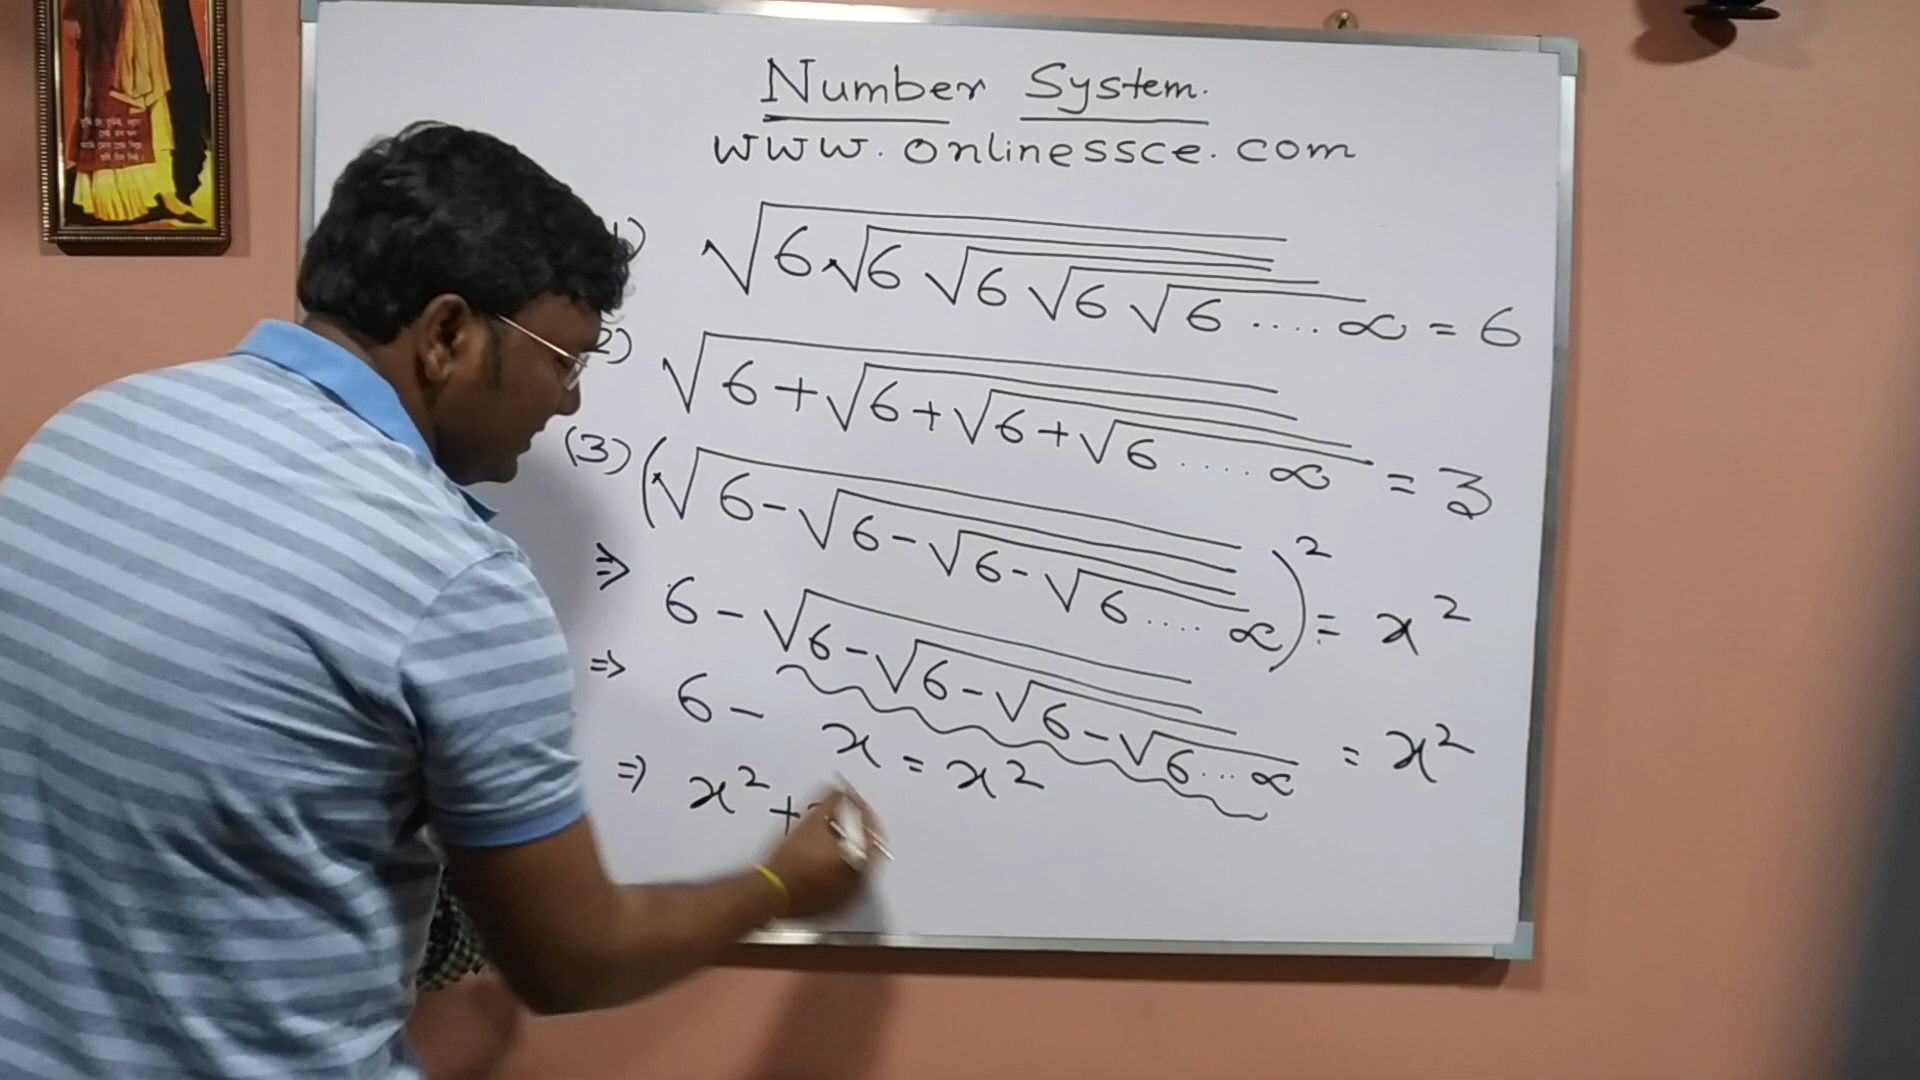 Number System.
www.onlinessce.com
1) √6√6√6√6√6....∞ = 6
2) √6+√6+√6+√6....∞ = 3
(3) (√6-√6-√6-√6....∞)² = x²
⇒ 6-√6-√6-√6-√6...∞ = x²
⇒ 6- x = x²
⇒ x²+